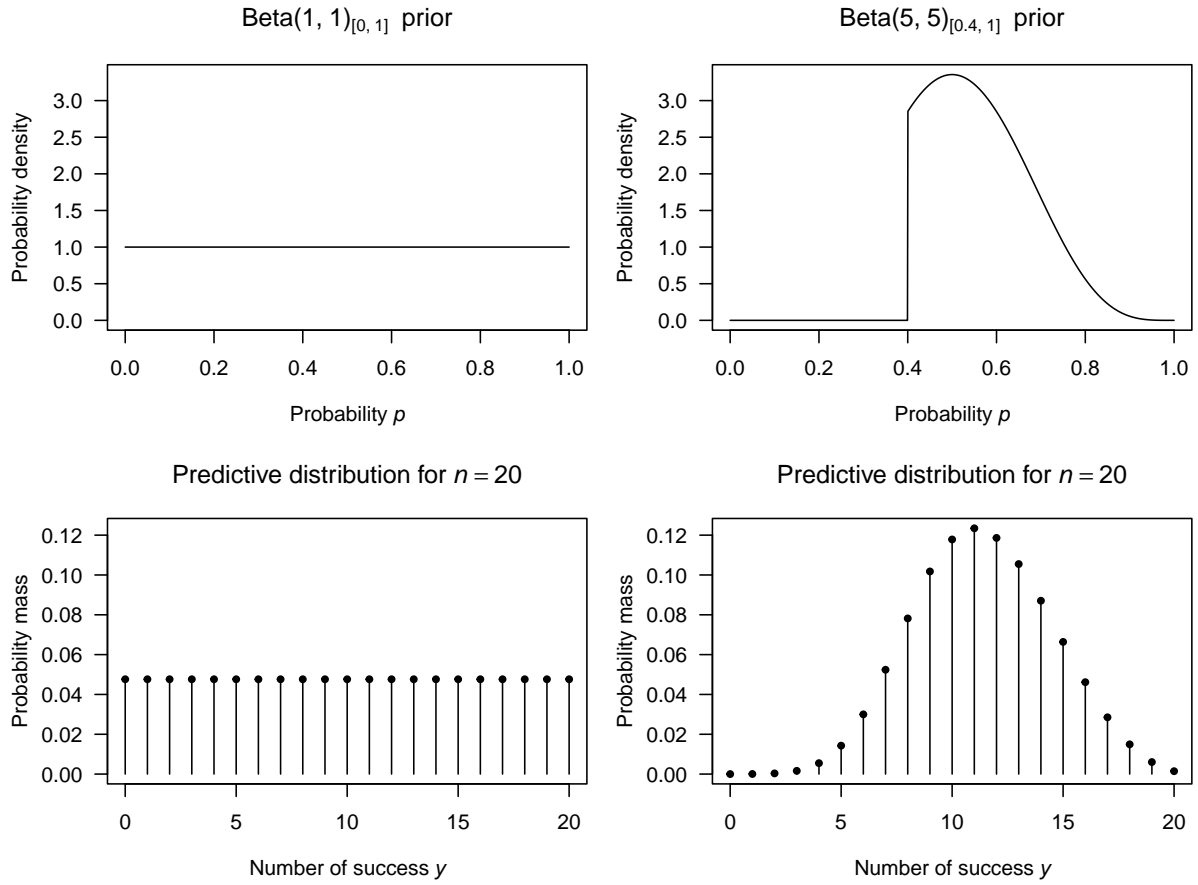 Beta(1, 1)[0, 1] prior
Probability density
3.0
2.5
2.0
1.5
1.0
0.5
0.0
0.0 0.2 0.4 0.6 0.8 1.0
Probability p
Beta(5, 5)[0.4, 1] prior
Probability density
3.0
2.5
2.0
1.5
1.0
0.5
0.0
0.0 0.2 0.4 0.6 0.8 1.0
Probability p
Predictive distribution for n = 20
Probability mass
0.12
0.10
0.08
0.06
0.04
0.02
0.00
0 5 10 15 20
Number of success y
Predictive distribution for n = 20
Probability mass
0.12
0.10
0.08
0.06
0.04
0.02
0.00
0 5 10 15 20
Number of success y